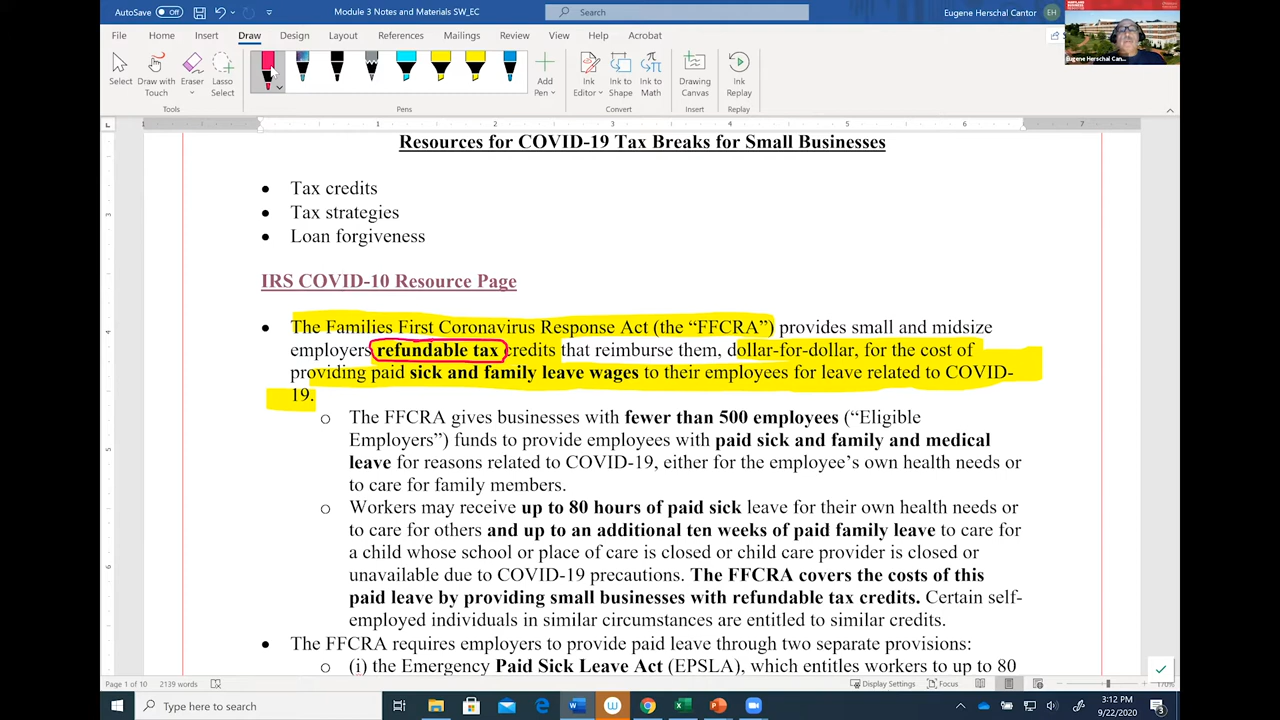 AutoSave Off Module 3 Notes and Materials SW_EC Search Eugene Herschal Cantor EH
File Home Insert Draw Design Layout References Mailings Review View Help Acrobat
Select Draw with Touch Eraser Lasso Select Add Pen Ink Editor Ink to Shape Ink to Math Drawing Canvas Ink Replay
Tools Pens Convert Insert Replay
Eugene Herschal Can...
1 1 2 3 4 5 6 7
Resources for COVID-19 Tax Breaks for Small Businesses
• Tax credits
• Tax strategies
• Loan forgiveness
IRS COVID-10 Resource Page
• The Families First Coronavirus Response Act (the “FFCRA”) provides small and midsize
employers refundable tax credits that reimburse them, dollar-for-dollar, for the cost of
providing paid sick and family leave wages to their employees for leave related to COVID-
19.
o The FFCRA gives businesses with fewer than 500 employees (“Eligible
Employers”) funds to provide employees with paid sick and family and medical
leave for reasons related to COVID-19, either for the employee’s own health needs or
to care for family members.
o Workers may receive up to 80 hours of paid sick leave for their own health needs or
to care for others and up to an additional ten weeks of paid family leave to care for
a child whose school or place of care is closed or child care provider is closed or
unavailable due to COVID-19 precautions. The FFCRA covers the costs of this
paid leave by providing small businesses with refundable tax credits. Certain self-
employed individuals in similar circumstances are entitled to similar credits.
• The FFCRA requires employers to provide paid leave through two separate provisions:
o (i) the Emergency Paid Sick Leave Act (EPSLA), which entitles workers to up to 80
Page 1 of 10 2139 words Display Settings Focus 170%
Type here to search 3:12 PM
9/22/2020 3